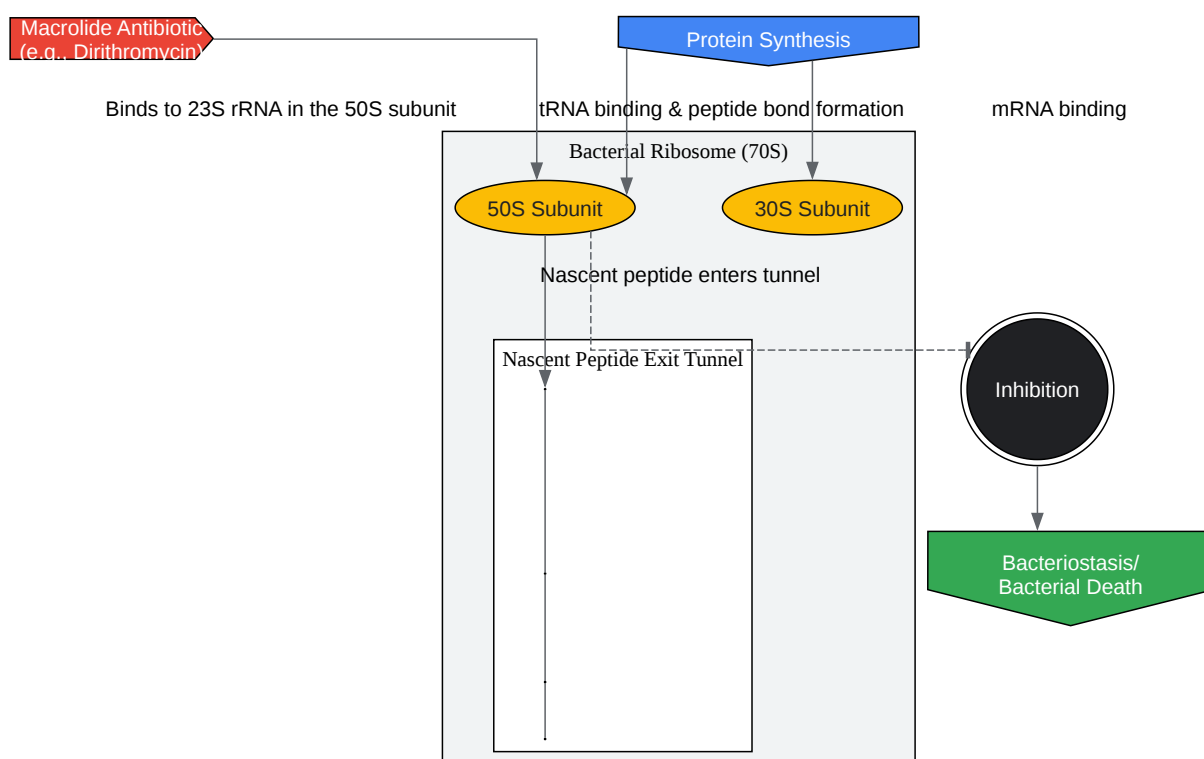 Macrolide Antibiotic
(e.g., Dirithromycin)
Protein Synthesis
Binds to 23S rRNA in the 50S subunit
tRNA binding & peptide bond formation
mRNA binding
Bacterial Ribosome (70S)
50S Subunit
30S Subunit
Nascent peptide enters tunnel
Nascent Peptide Exit Tunnel
Inhibition
Bacteriostasis/
Bacterial Death